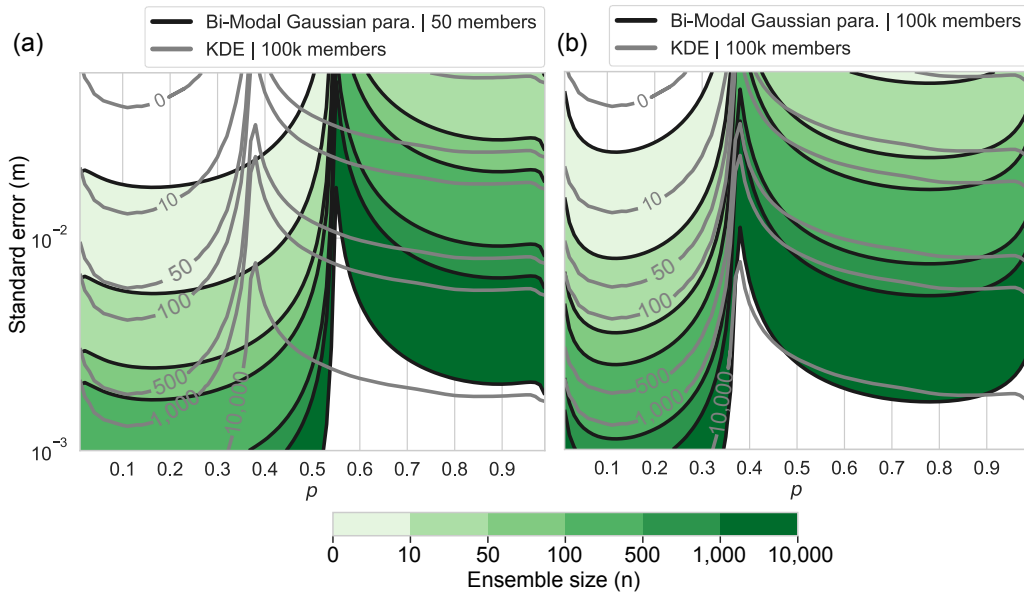 Bi-Modal Gaussian para. | 50 members
KDE | 100k members
Bi-Modal Gaussian para. | 100k members
KDE | 100k members
(a)
(b)
Standard error (m)
10⁻²
10⁻³
0
10
50
100
500
1,000
10,000
0
10
50
100
500
1,000
10,000
0.1 0.2 0.3 0.4 0.5 0.6 0.7 0.8 0.9
p
0.1 0.2 0.3 0.4 0.5 0.6 0.7 0.8 0.9
p
0 10 50 100 500 1,000 10,000
Ensemble size (n)